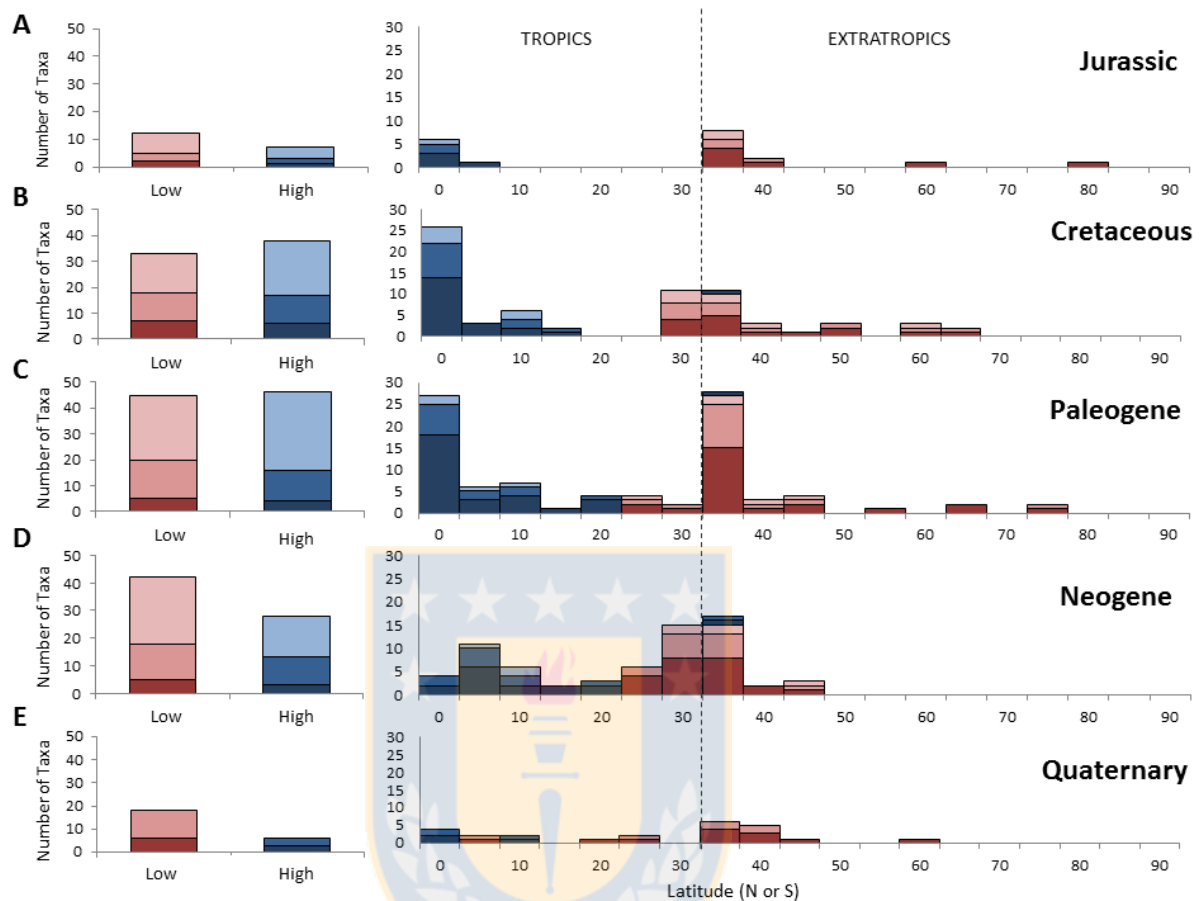 A
Number of Taxa
50
40
30
20
10
0
Low
High
30
25
20
15
10
5
0
TROPICS
EXTRATROPICS
Jurassic
0 10 20 30 40 50 60 70 80 90
B
Number of Taxa
50
40
30
20
10
0
Low
High
30
25
20
15
10
5
0
Cretaceous
0 10 20 30 40 50 60 70 80 90
C
Number of Taxa
50
40
30
20
10
0
Low
High
30
25
20
15
10
5
0
Paleogene
0 10 20 30 40 50 60 70 80 90
D
Number of Taxa
50
40
30
20
10
0
Low
High
30
25
20
15
10
5
0
Neogene
0 10 20 30 40 50 60 70 80 90
E
Number of Taxa
50
40
30
20
10
0
Low
High
30
25
20
15
10
5
0
Quaternary
0 10 20 30 40 50 60 70 80 90
Latitude (N or S)